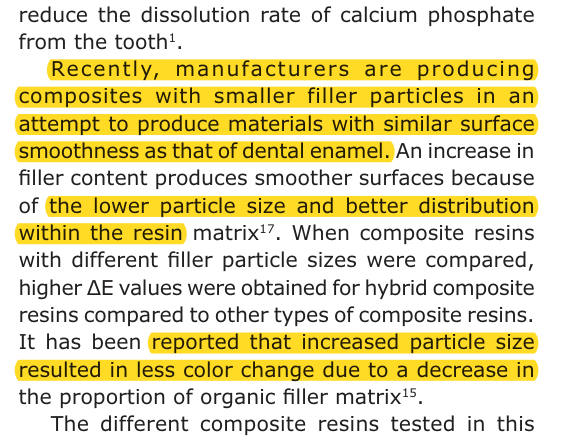 reduce the dissolution rate of calcium phosphate
from the tooth¹.
Recently, manufacturers are producing
composites with smaller filler particles in an
attempt to produce materials with similar surface
smoothness as that of dental enamel. An increase in
filler content produces smoother surfaces because
of the lower particle size and better distribution
within the resin matrix¹⁷. When composite resins
with different filler particle sizes were compared,
higher ΔE values were obtained for hybrid composite
resins compared to other types of composite resins.
It has been reported that increased particle size
resulted in less color change due to a decrease in
the proportion of organic filler matrix¹⁵.
The different composite resins tested in this